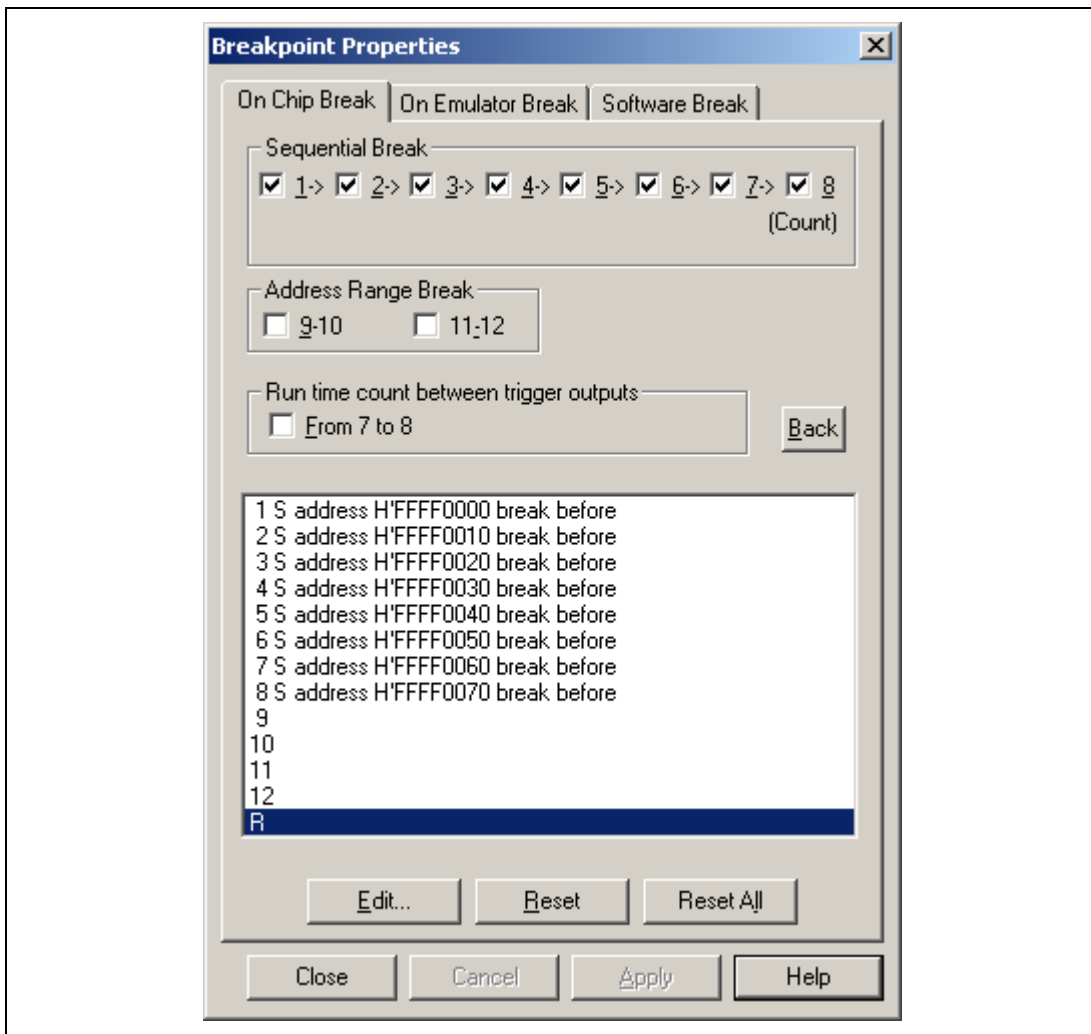 Breakpoint Properties
On Chip Break On Emulator Break Software Break
Sequential Break
1-> 2-> 3-> 4-> 5-> 6-> 7-> 8
(Count)
Address Range Break
9-10 11-12
Run time count between trigger outputs
From 7 to 8
Back
1 S address H'FFFF0000 break before
2 S address H'FFFF0010 break before
3 S address H'FFFF0020 break before
4 S address H'FFFF0030 break before
5 S address H'FFFF0040 break before
6 S address H'FFFF0050 break before
7 S address H'FFFF0060 break before
8 S address H'FFFF0070 break before
9
10
11
12
R
Edit... Reset Reset All
Close Cancel Apply Help